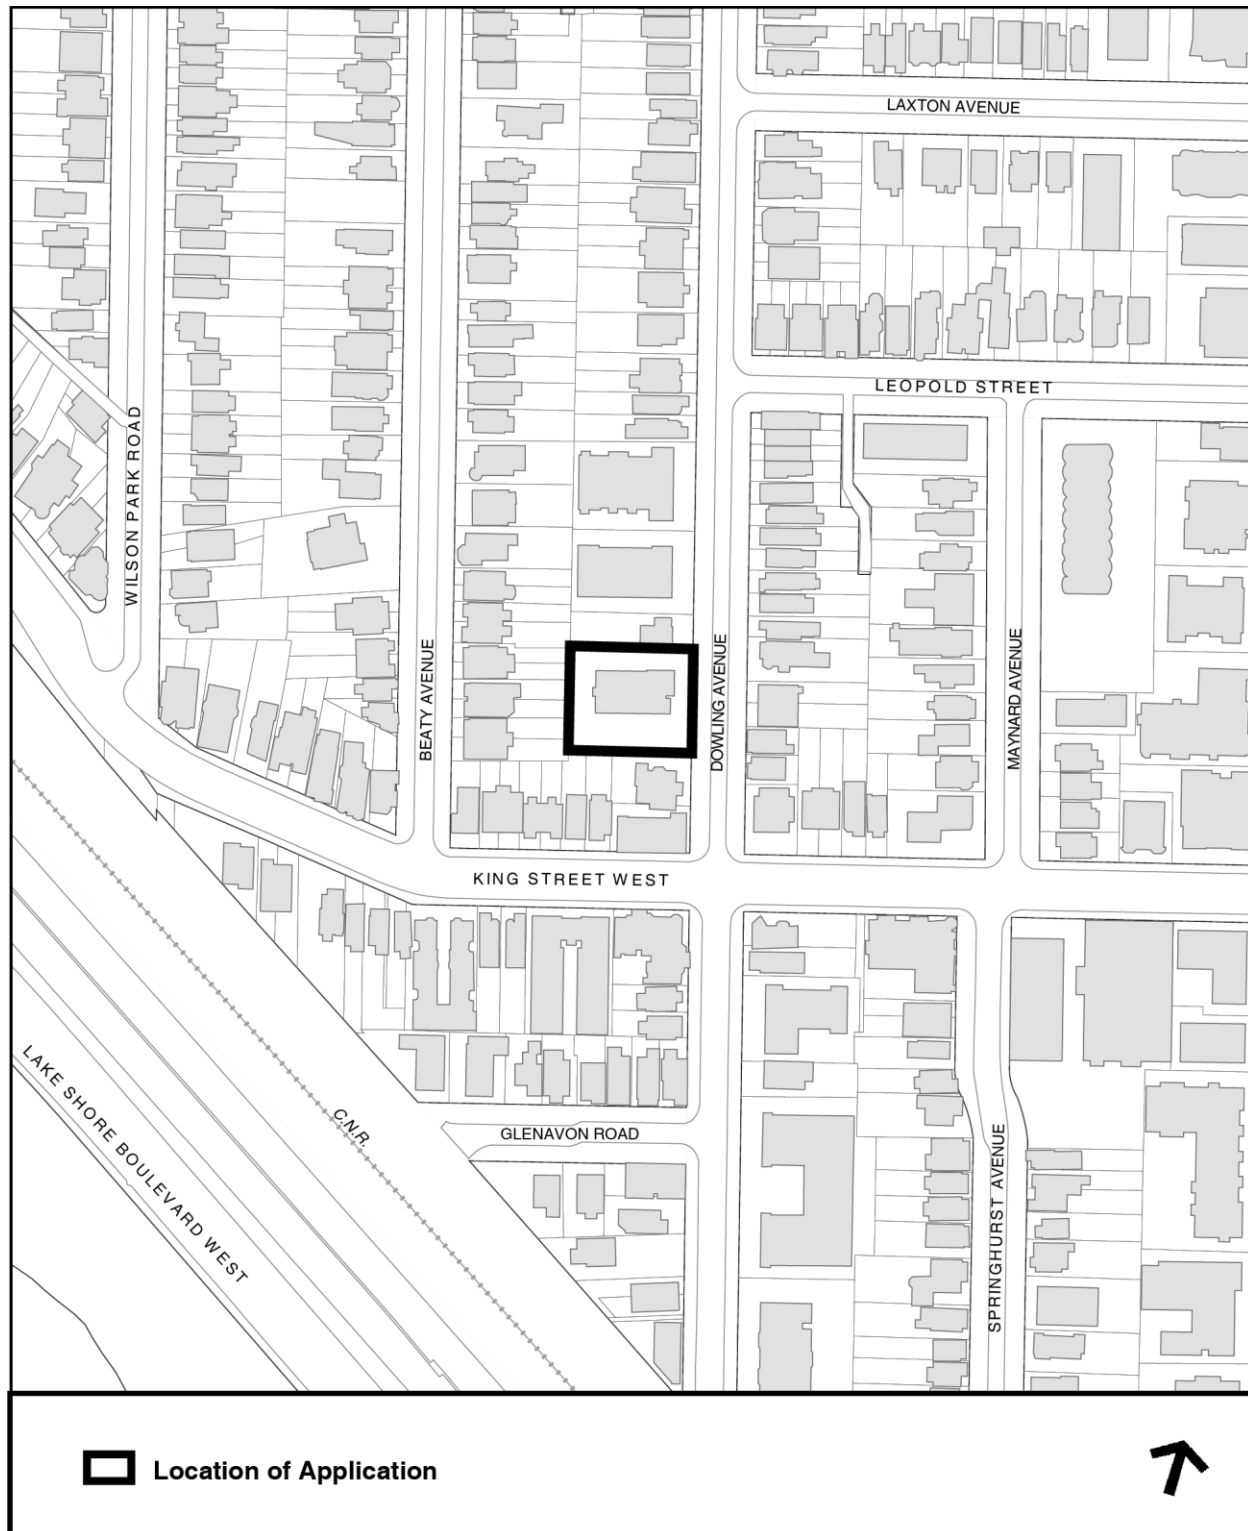 LAXTON AVENUE
LEOPOLD STREET
WILSON PARK ROAD
BEATY AVENUE
DOWLING AVENUE
MAYNARD AVENUE
KING STREET WEST
LAKE SHORE BOULEVARD WEST
C.N.R.
GLENAVON ROAD
SPRINGHURST AVENUE
Location of Application